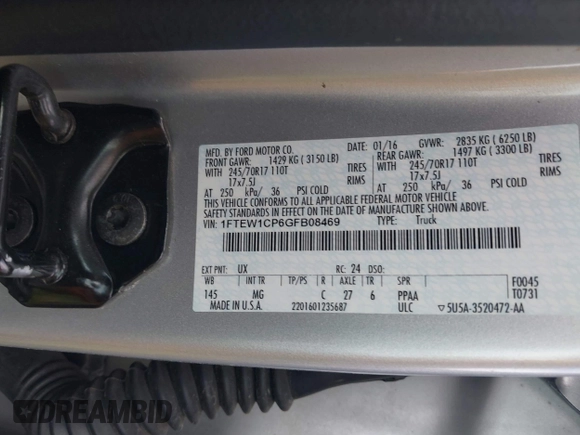 MFD. BY FORD MOTOR CO.
DATE: 01/16 GVWR: 2835 KG ( 6250 LB)
FRONT GAWR: 1429 KG ( 3150 LB) REAR GAWR: 1497 KG ( 3300 LB)
WITH 245/70R17 110T TIRES WITH 245/70R17 110T TIRES
17x7.5J RIMS 17x7.5J RIMS
AT 250 kPa/ 36 PSI COLD AT 250 kPa/ 36 PSI COLD
THIS VEHICLE CONFORMS TO ALL APPLICABLE FEDERAL MOTOR VEHICLE SAFETY AND THEFT PREVENTION STANDARDS IN EFFECT ON THE DATE OF MANUFACTURE SHOWN ABOVE.
VIN: 1FTEW1CP6GFB08469 TYPE: Truck
EXT PNT: UX RC: 24 DSO:
WB INT TR TP/PS R AXLE TR SPR F0045
145 MG C 27 6 PPAA T0731
MADE IN U.S.A. 2201601235687 ULC ▽5U5A-3520472-AA
DREAMBID